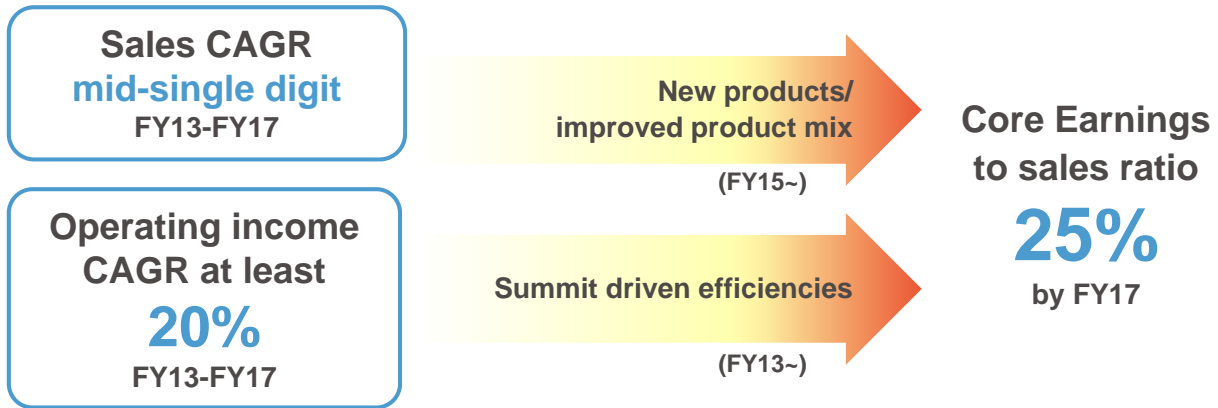 Sales CAGR
mid-single digit
FY13-FY17
Operating income
CAGR at least
20%
FY13-FY17
New products/
improved product mix
(FY15~)
Summit driven efficiencies
(FY13~)
Core Earnings
to sales ratio
25%
by FY17